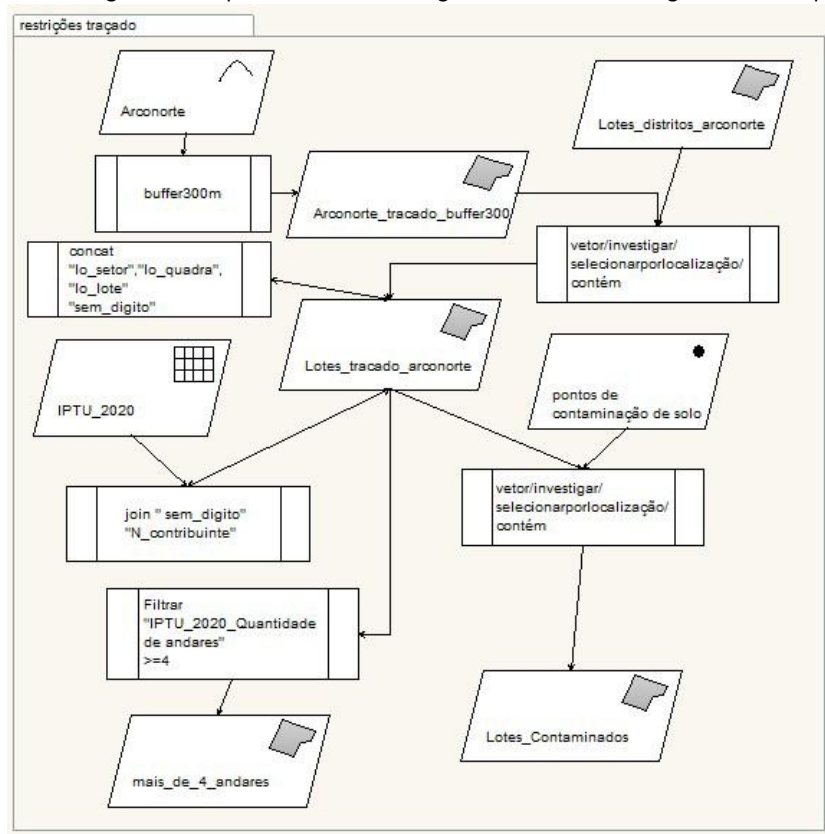 restrições traçado
Arconorte
Lotes_distritos_arconorte
buffer300m
Arconorte_tracado_buffer300
concat
"lo_setor","lo_quadra",
"lo_lote"
"sem_digito"
vetor/investigar/
selecionarporlocalização/
contém
Lotes_tracado_arconorte
IPTU_2020
pontos de
contaminação de solo
join " sem_digito"
"N_contribuinte"
vetor/investigar/
selecionarporlocalização/
contém
Filtrar
"IPTU_2020_Quantidade
de andares"
>=4
Lotes_Contaminados
mais_de_4_andares